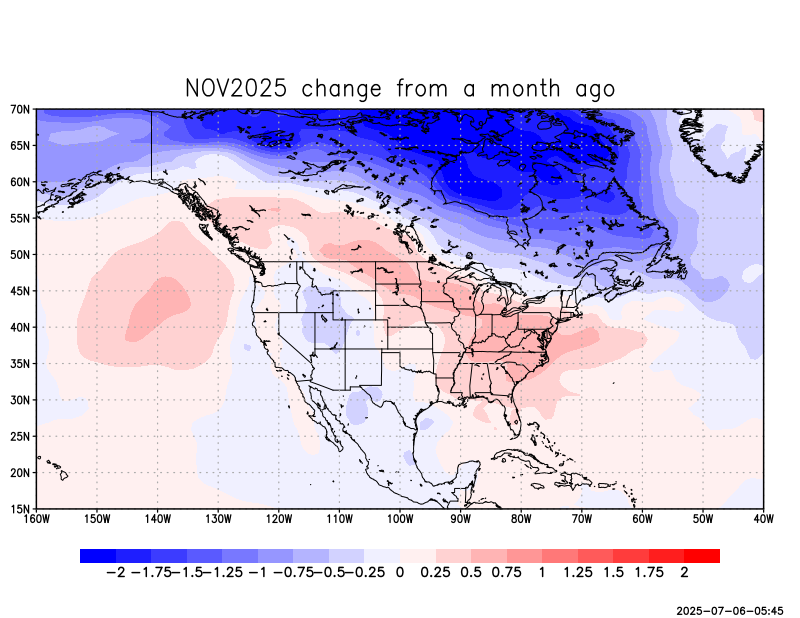 NOV2025 change from a month ago
70N
65N
60N
55N
50N
45N
40N
35N
30N
25N
20N
15N
160W 150W 140W 130W 120W 110W 100W 90W 80W 70W 60W 50W 40W
-2 -1.75 -1.5 -1.25 -1 -0.75 -0.5 -0.25 0 0.25 0.5 0.75 1 1.25 1.5 1.75 2
2025-07-06-05:45